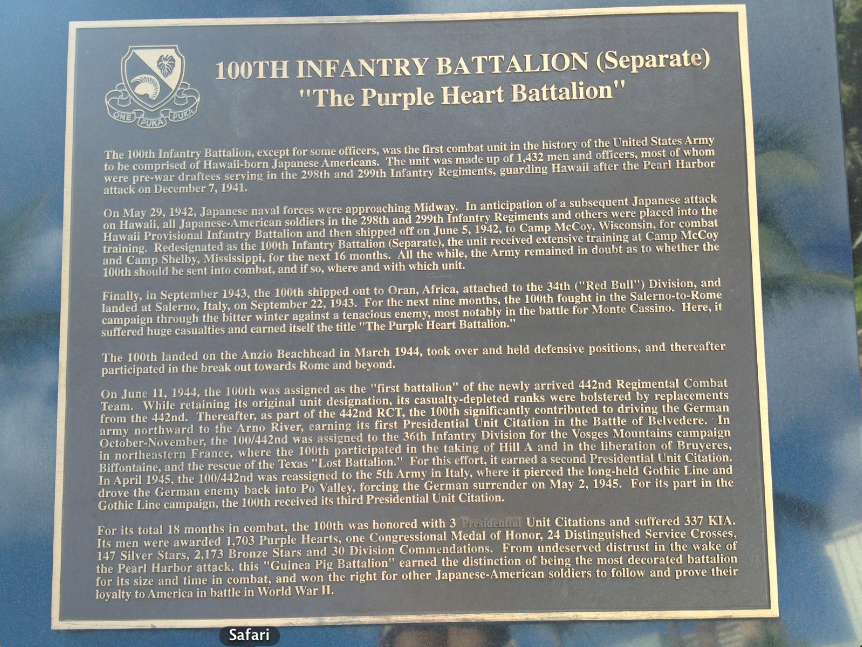 100TH INFANTRY BATTALION (Separate)
"The Purple Heart Battalion"
ONE PUKA PUKA
The 100th Infantry Battalion, except for some officers, was the first combat unit in the history of the United States Army
to be comprised of Hawaii-born Japanese Americans. The unit was made up of 1,432 men and officers, most of whom
were pre-war draftees serving in the 298th and 299th Infantry Regiments, guarding Hawaii after the Pearl Harbor
attack on December 7, 1941.
On May 29, 1942, Japanese naval forces were approaching Midway. In anticipation of a subsequent Japanese attack
on Hawaii, all Japanese-American soldiers in the 298th and 299th Infantry Regiments and others were placed into the
Hawaii Provisional Infantry Battalion and then shipped off on June 5, 1942, to Camp McCoy, Wisconsin, for combat
training. Redesignated as the 100th Infantry Battalion (Separate), the unit received extensive training at Camp McCoy
and Camp Shelby, Mississippi, for the next 16 months. All the while, the Army remained in doubt as to whether the
100th should be sent into combat, and if so, where and with which unit.
Finally, in September 1943, the 100th shipped out to Oran, Africa, attached to the 34th ("Red Bull") Division, and
landed at Salerno, Italy, on September 22, 1943. For the next nine months, the 100th fought in the Salerno-to-Rome
campaign through the bitter winter against a tenacious enemy, most notably in the battle for Monte Cassino. Here, it
suffered huge casualties and earned itself the title "The Purple Heart Battalion."
The 100th landed on the Anzio Beachhead in March 1944, took over and held defensive positions, and thereafter
participated in the break out towards Rome and beyond.
On June 11, 1944, the 100th was assigned as the "first battalion" of the newly arrived 442nd Regimental Combat
Team. While retaining its original unit designation, its casualty-depleted ranks were bolstered by replacements
from the 442nd. Thereafter, as part of the 442nd RCT, the 100th significantly contributed to driving the German
army northward to the Arno River, earning its first Presidential Unit Citation in the Battle of Belvedere. In
October-November, the 100/442nd was assigned to the 36th Infantry Division for the Vosges Mountains campaign
in northeastern France, where the 100th participated in the taking of Hill A and in the liberation of Bruyeres,
Biffontaine, and the rescue of the Texas "Lost Battalion." For this effort, it earned a second Presidential Unit Citation.
In April 1945, the 100/442nd was reassigned to the 5th Army in Italy, where it pierced the long-held Gothic Line and
drove the German enemy back into Po Valley, forcing the German surrender on May 2, 1945. For its part in the
Gothic Line campaign, the 100th received its third Presidential Unit Citation.
For its total 18 months in combat, the 100th was honored with 3 Presidential Unit Citations and suffered 337 KIA.
Its men were awarded 1,703 Purple Hearts, one Congressional Medal of Honor, 24 Distinguished Service Crosses,
147 Silver Stars, 2,173 Bronze Stars and 30 Division Commendations. From undeserved distrust in the wake of
the Pearl Harbor attack, this "Guinea Pig Battalion" earned the distinction of being the most decorated battalion
for its size and time in combat, and won the right for other Japanese-American soldiers to follow and prove their
loyalty to America in battle in World War II.
Safari